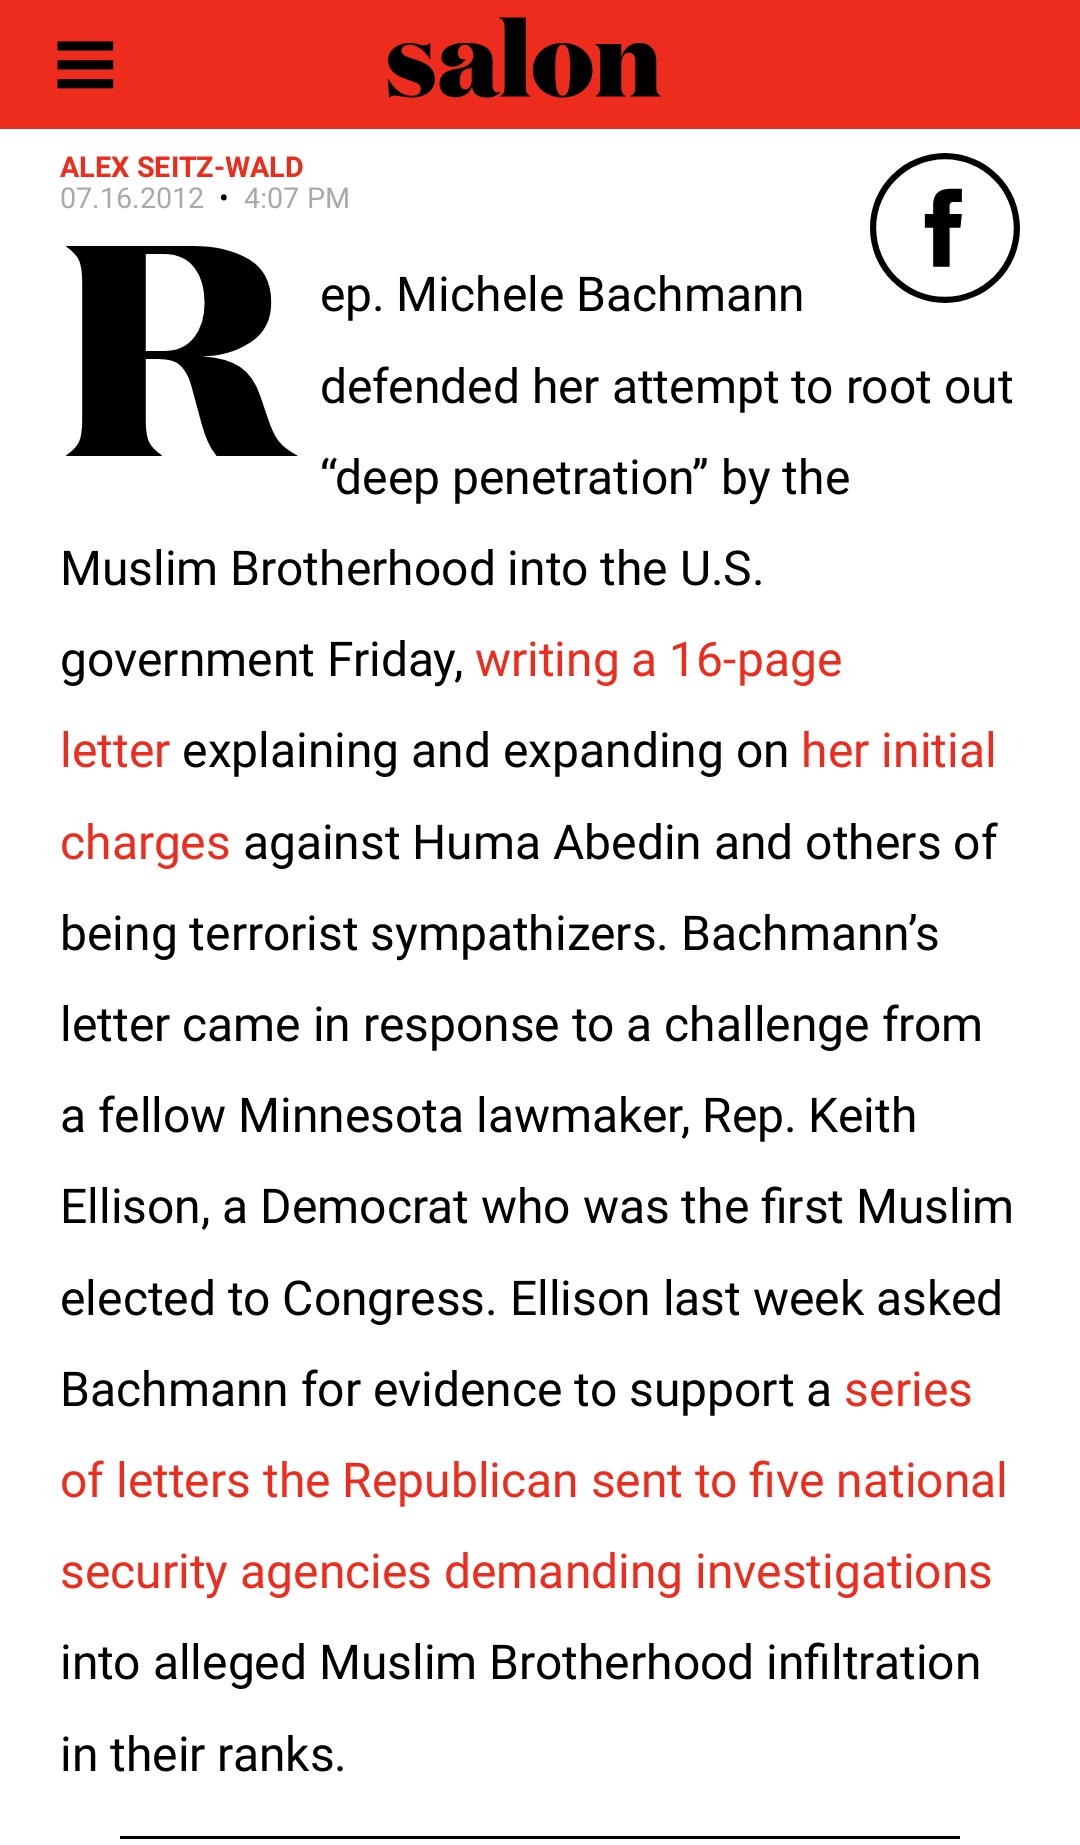 salon
ALEX SEITZ-WALD
07.16.2012 • 4:07 PM
Rep. Michele Bachmann
defended her attempt to root out
“deep penetration” by the
Muslim Brotherhood into the U.S.
government Friday, writing a 16-page
letter explaining and expanding on her initial
charges against Huma Abedin and others of
being terrorist sympathizers. Bachmann’s
letter came in response to a challenge from
a fellow Minnesota lawmaker, Rep. Keith
Ellison, a Democrat who was the first Muslim
elected to Congress. Ellison last week asked
Bachmann for evidence to support a series
of letters the Republican sent to five national
security agencies demanding investigations
into alleged Muslim Brotherhood infiltration
in their ranks.